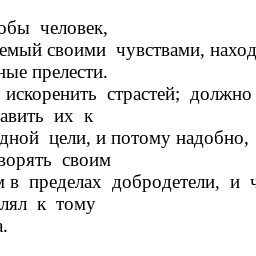 обы человек,
емый своими чувствами, наход
ные прелести.
искоренить страстей; должно
авить их к
дной цели, и потому надобно,
ворять своим
м в пределах добродетели, и ч
лял к тому
а.